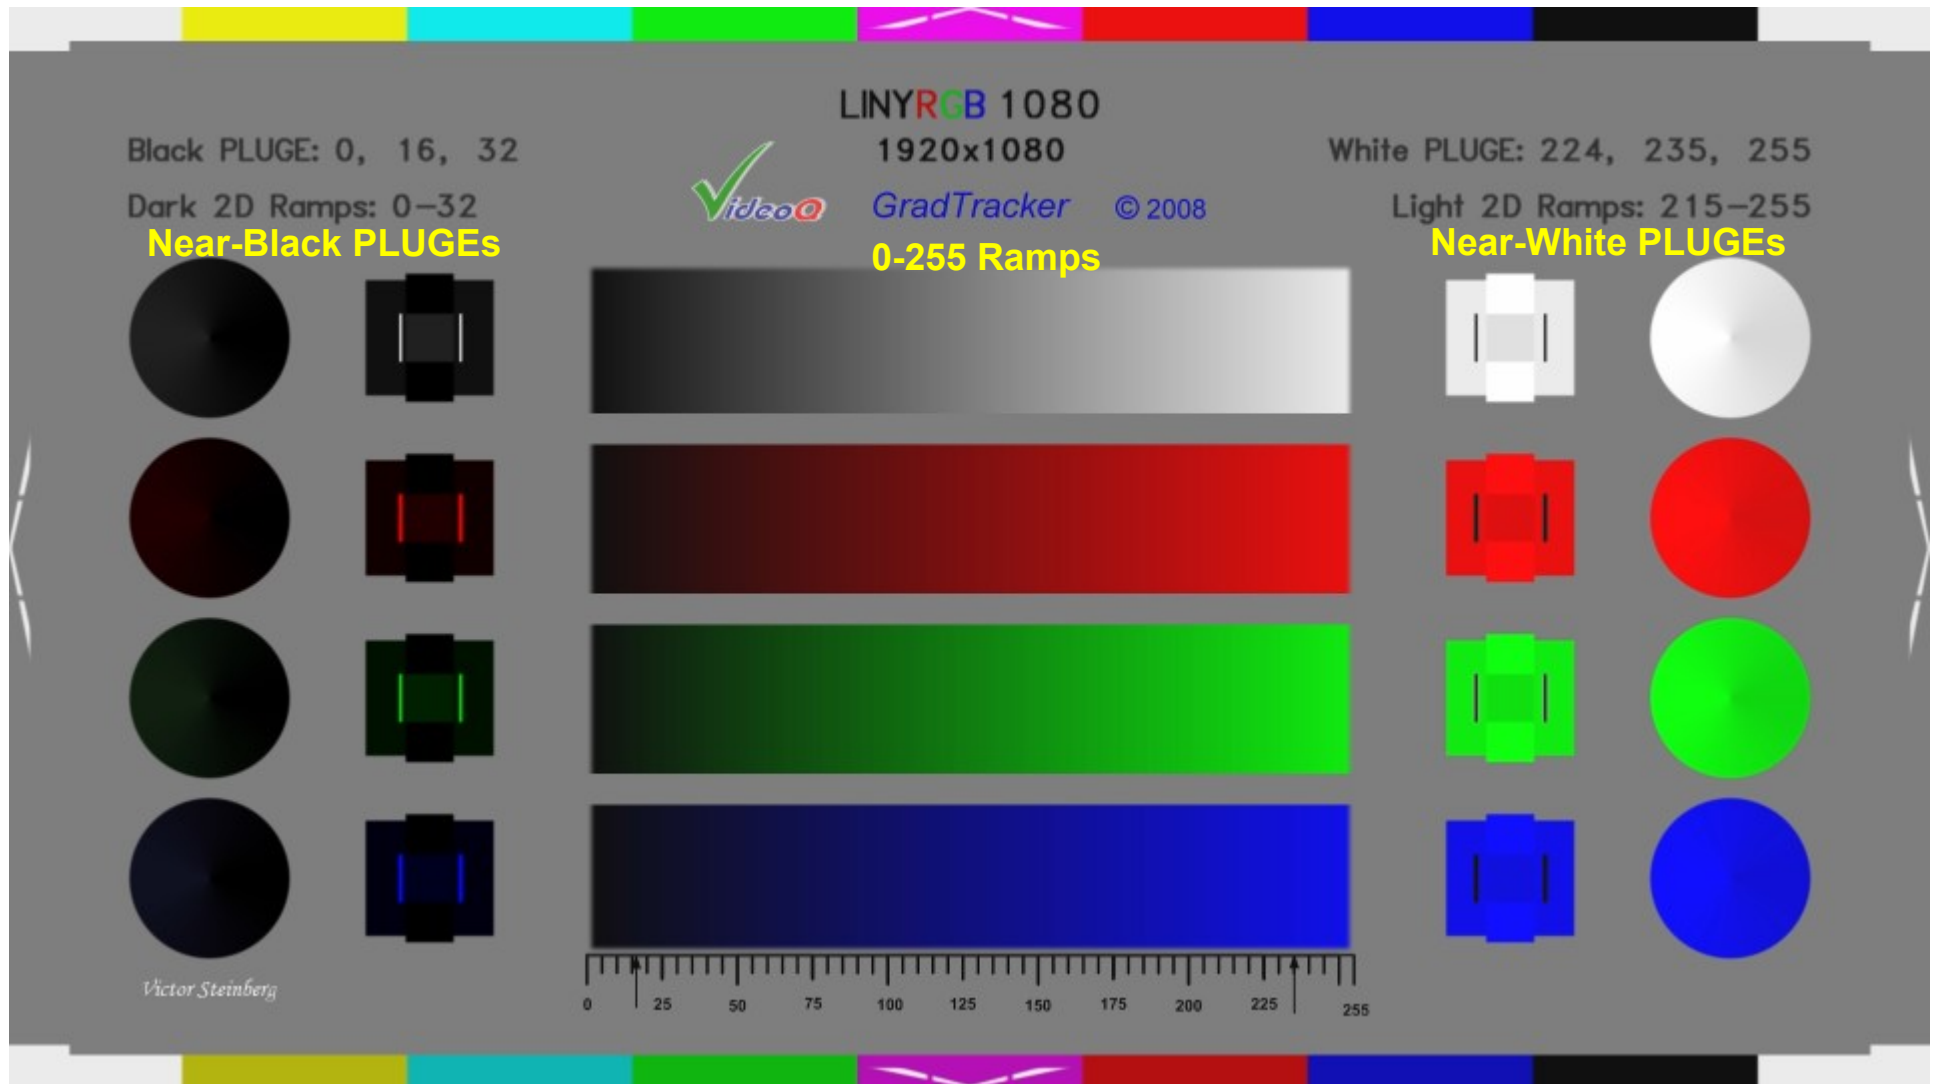 LINYRGB 1080
Black PLUGE: 0, 16, 32
1920x1080
White PLUGE: 224, 235, 255
Dark 2D Ramps: 0-32
VideoQ
GradTracker © 2008
Light 2D Ramps: 215-255
Near-Black PLUGEs
0-255 Ramps
Near-White PLUGEs
Victor Steinberg
0 25 50 75 100 125 150 175 200 225 255